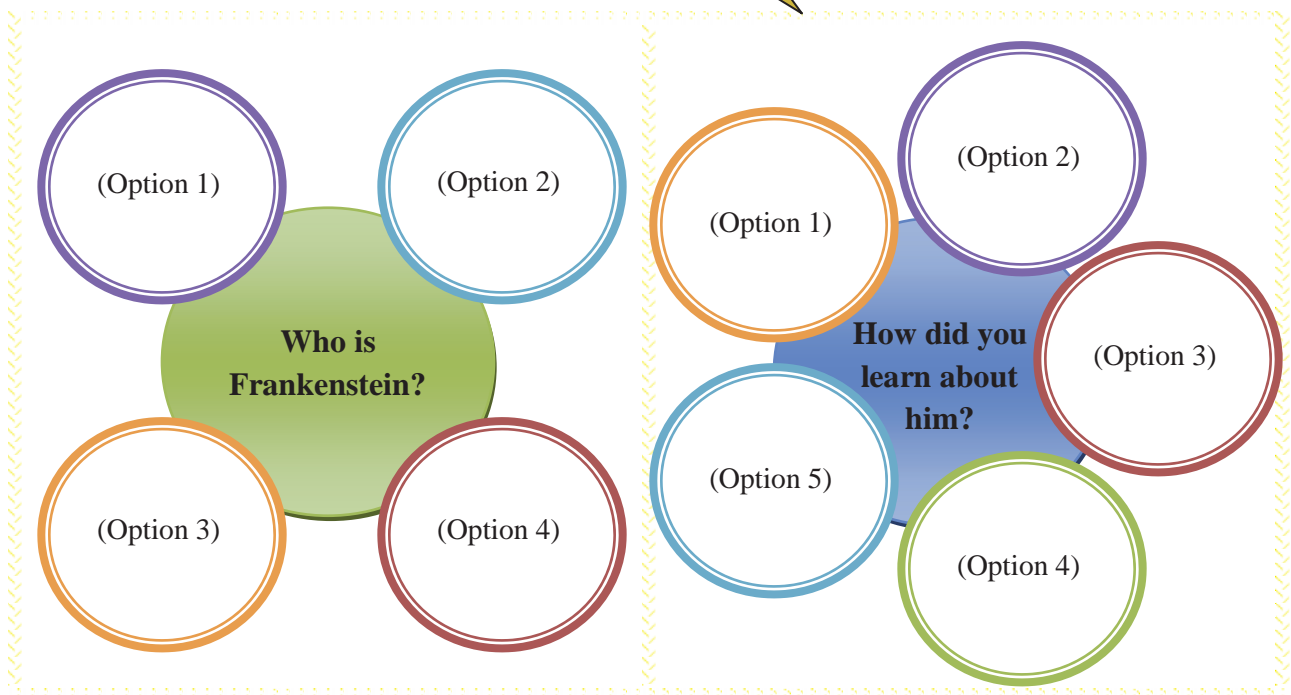 (Option 1)
(Option 2)
Who is
Frankenstein?
(Option 3)
(Option 4)
(Option 1)
(Option 2)
How did you
learn about
him?
(Option 3)
(Option 5)
(Option 4)